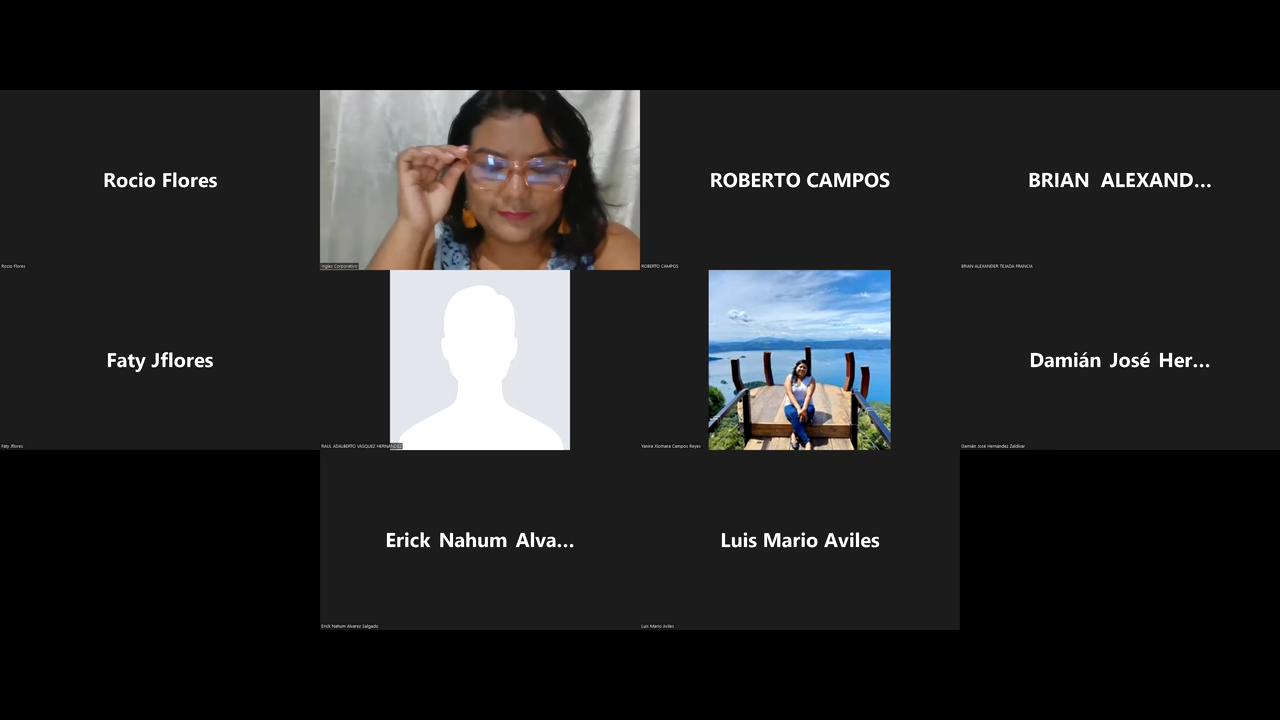 Rocio Flores
ROBERTO CAMPOS
BRIAN ALEXAND...
Rocio Flores
Ingles Corporativo
ROBERTO CAMPOS
BRIAN ALEXANDER TEJADA FRANCIA
Faty Jflores
Damián José Her...
Faty Jflores
RAUL ADALBERTO VASQUEZ HERNANDEZ
Yanira Xiomara Campos Reyes
Damián José Hernández Zaldívar
Erick Nahum Alva...
Luis Mario Aviles
Erick Nahum Alvarez Salgado
Luis Mario Aviles